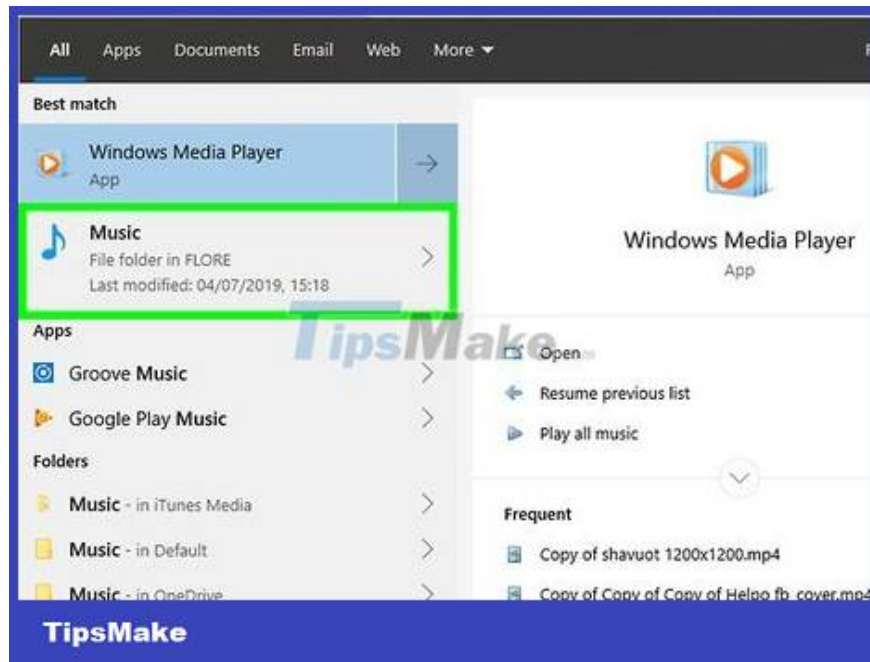 All Apps Documents Email Web More
Best match
Windows Media Player
App
Music
File folder in FLORE
Last modified: 04/07/2019, 15:18
Apps
Groove Music
Google Play Music
Folders
Music - in iTunes Media
Music - in Default
Music - in OneDrive
Windows Media Player
App
TipsMake
Open
Resume previous list
Play all music
Frequent
Copy of shavuot 1200x1200.mp4
Copy of Copy of Copy of Helpo fb_cover.mp4
TipsMake